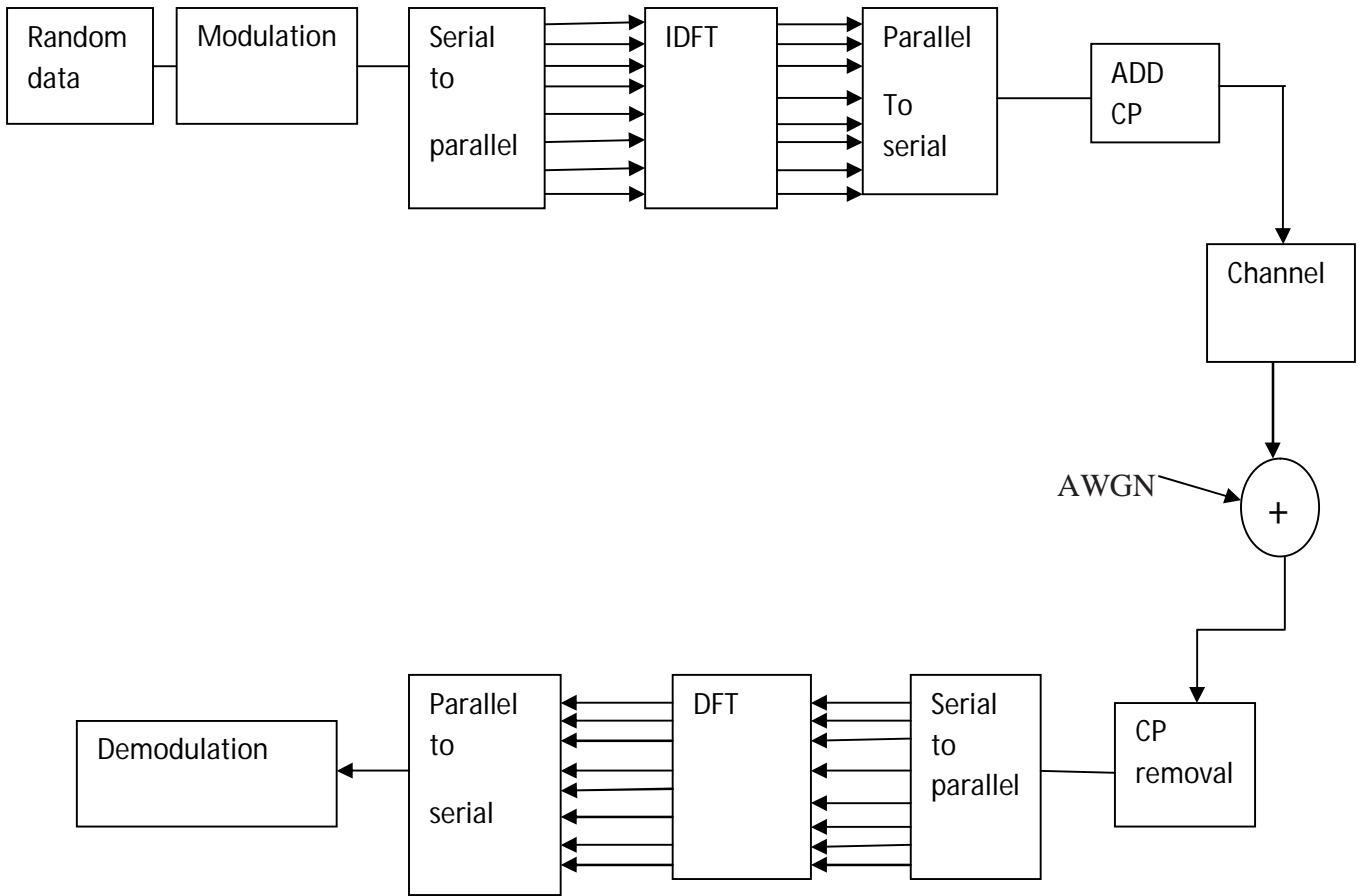 Random
data
Modulation
Serial
to
parallel
IDFT
Parallel
To
serial
ADD
CP
Channel
AWGN
+
CP
removal
Serial
to
parallel
DFT
Parallel
to
serial
Demodulation